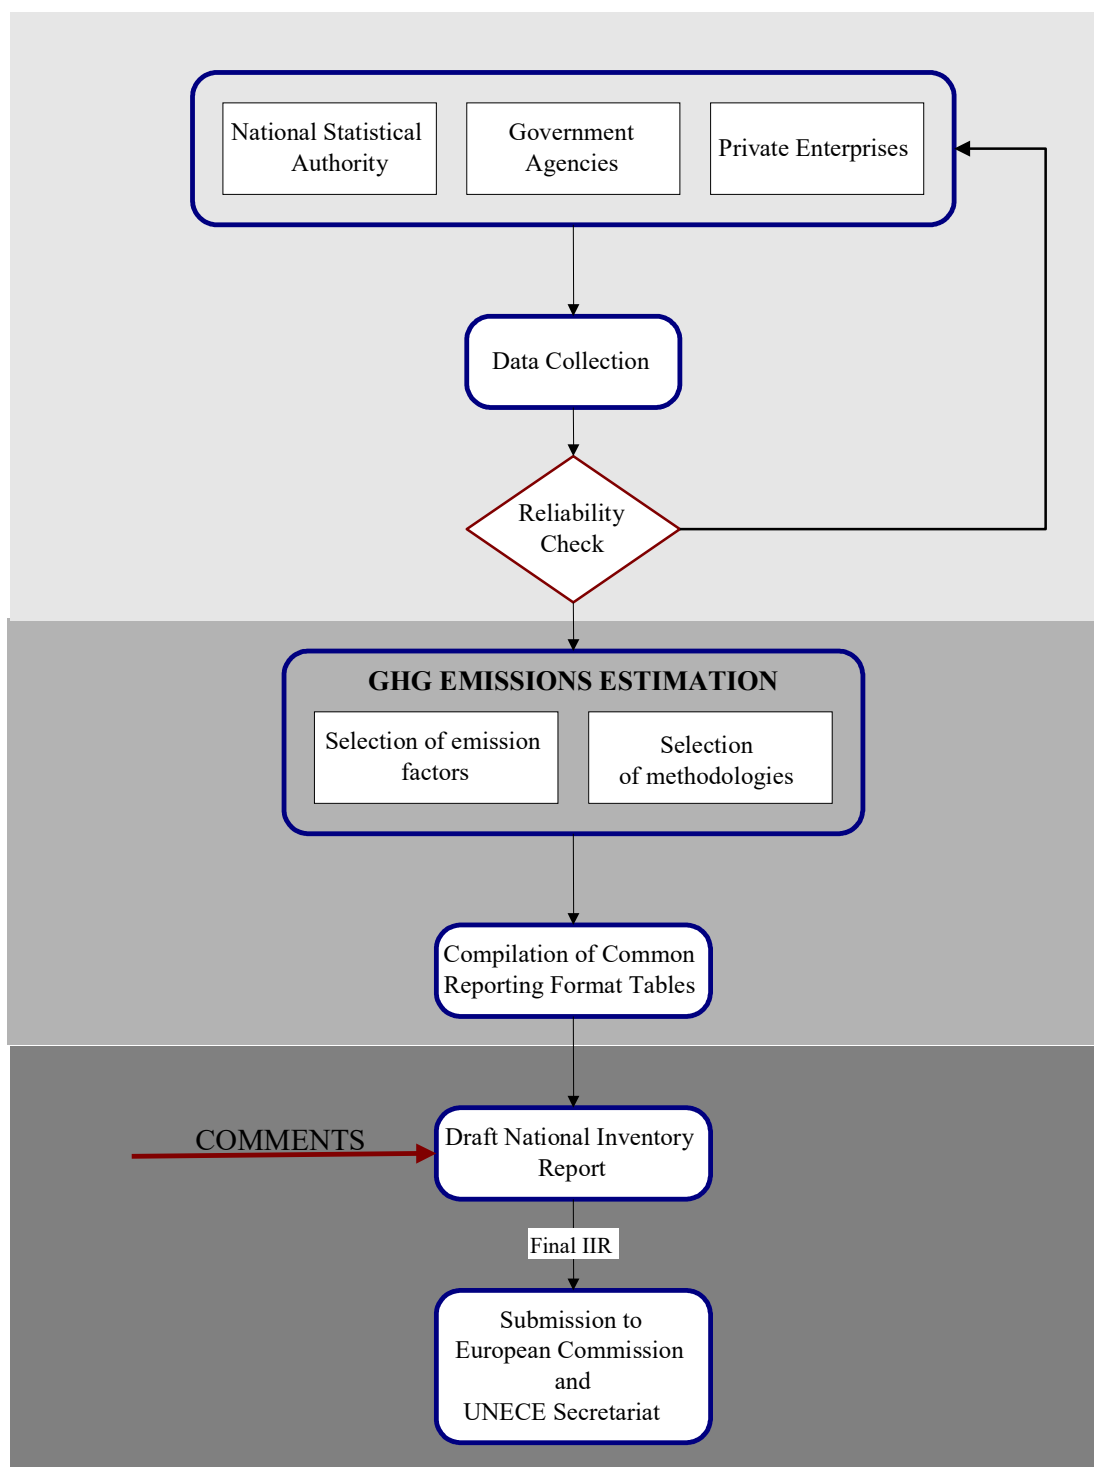 National Statistical
Authority
Government
Agencies
Private Enterprises
Data Collection
Reliability
Check
GHG EMISSIONS ESTIMATION
Selection of emission
factors
Selection
of methodologies
Compilation of Common
Reporting Format Tables
COMMENTS
Draft National Inventory
Report
Final IIR
Submission to
European Commission
and
UNECE Secretariat